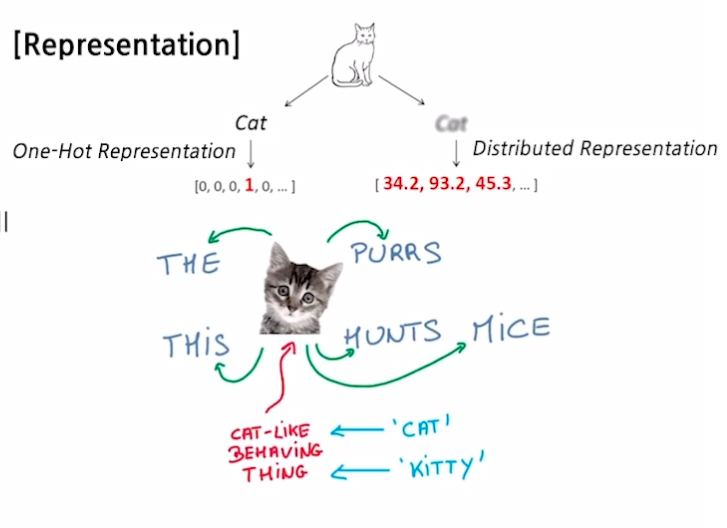 [Representation]
Cat
Cat
One-Hot Representation
Distributed Representation
[0, 0, 0, 1, 0, ... ]
[ 34.2, 93.2, 45.3, ... ]
THE
PURRS
THiS
HUNTS MiCE
CAT-LiKE
BEHAViNG
THiNG
'CAT'
'KiTTY'